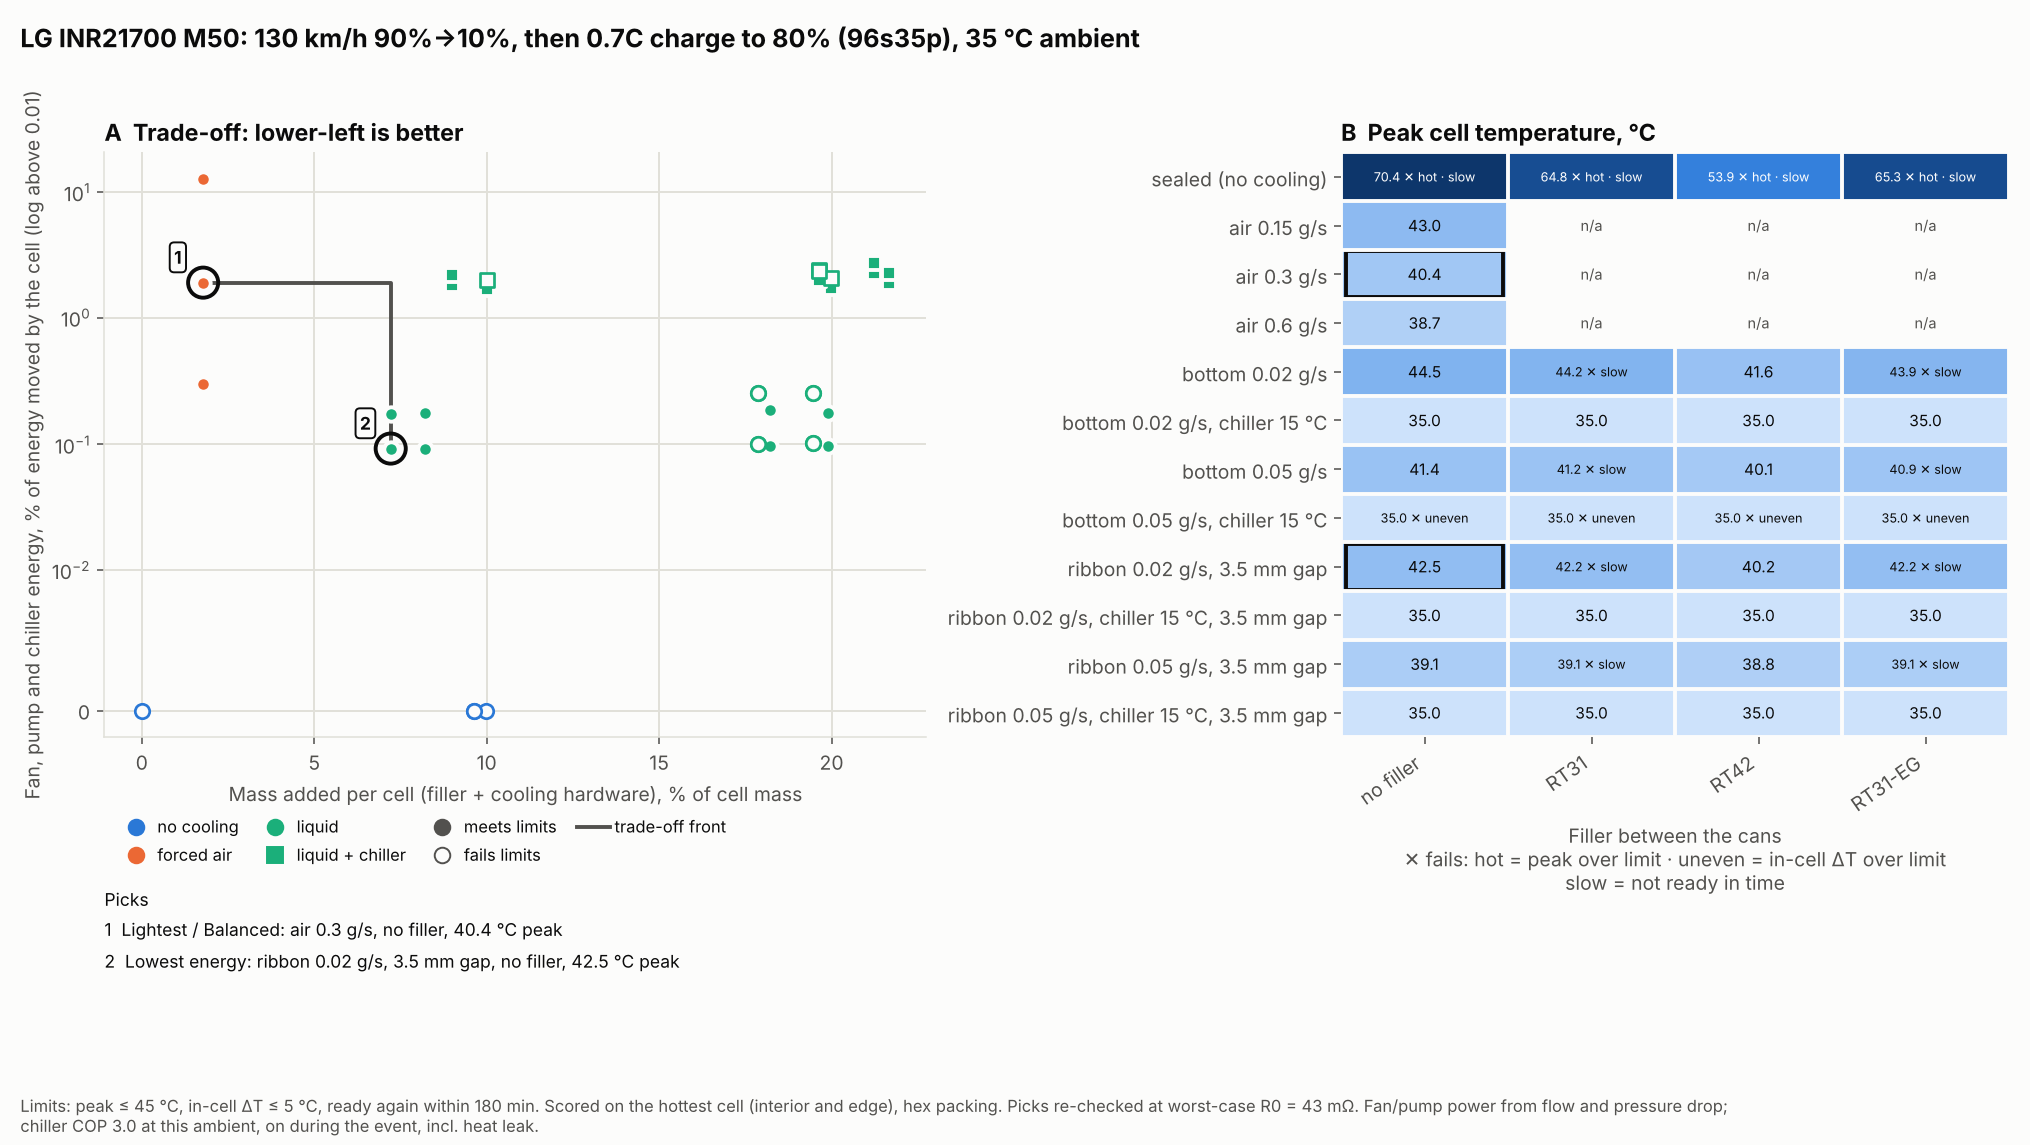 LG INR21700 M50: 130 km/h 90%→10%, then 0.7C charge to 80% (96s35p), 35 °C ambient
A Trade-off: lower-left is better
Fan, pump and chiller energy, % of energy moved by the cell (log above 0.01)
10¹
10⁰
10⁻¹
10⁻²
0
1
2
0 5 10 15 20
Mass added per cell (filler + cooling hardware), % of cell mass
no cooling liquid meets limits trade-off front
forced air liquid + chiller fails limits
Picks
1 Lightest / Balanced: air 0.3 g/s, no filler, 40.4 °C peak
2 Lowest energy: ribbon 0.02 g/s, 3.5 mm gap, no filler, 42.5 °C peak
B Peak cell temperature, °C
sealed (no cooling) 70.4 × hot · slow 64.8 × hot · slow 53.9 × hot · slow 65.3 × hot · slow
air 0.15 g/s 43.0 n/a n/a n/a
air 0.3 g/s 40.4 n/a n/a n/a
air 0.6 g/s 38.7 n/a n/a n/a
bottom 0.02 g/s 44.5 44.2 × slow 41.6 43.9 × slow
bottom 0.02 g/s, chiller 15 °C 35.0 35.0 35.0 35.0
bottom 0.05 g/s 41.4 41.2 × slow 40.1 40.9 × slow
bottom 0.05 g/s, chiller 15 °C 35.0 × uneven 35.0 × uneven 35.0 × uneven 35.0 × uneven
ribbon 0.02 g/s, 3.5 mm gap 42.5 42.2 × slow 40.2 42.2 × slow
ribbon 0.02 g/s, chiller 15 °C, 3.5 mm gap 35.0 35.0 35.0 35.0
ribbon 0.05 g/s, 3.5 mm gap 39.1 39.1 × slow 38.8 39.1 × slow
ribbon 0.05 g/s, chiller 15 °C, 3.5 mm gap 35.0 35.0 35.0 35.0
no filler RT31 RT42 RT31-EG
Filler between the cans
× fails: hot = peak over limit · uneven = in-cell ΔT over limit
slow = not ready in time
Limits: peak ≤ 45 °C, in-cell ΔT ≤ 5 °C, ready again within 180 min. Scored on the hottest cell (interior and edge), hex packing. Picks re-checked at worst-case R0 = 43 mΩ. Fan/pump power from flow and pressure drop;
chiller COP 3.0 at this ambient, on during the event, incl. heat leak.